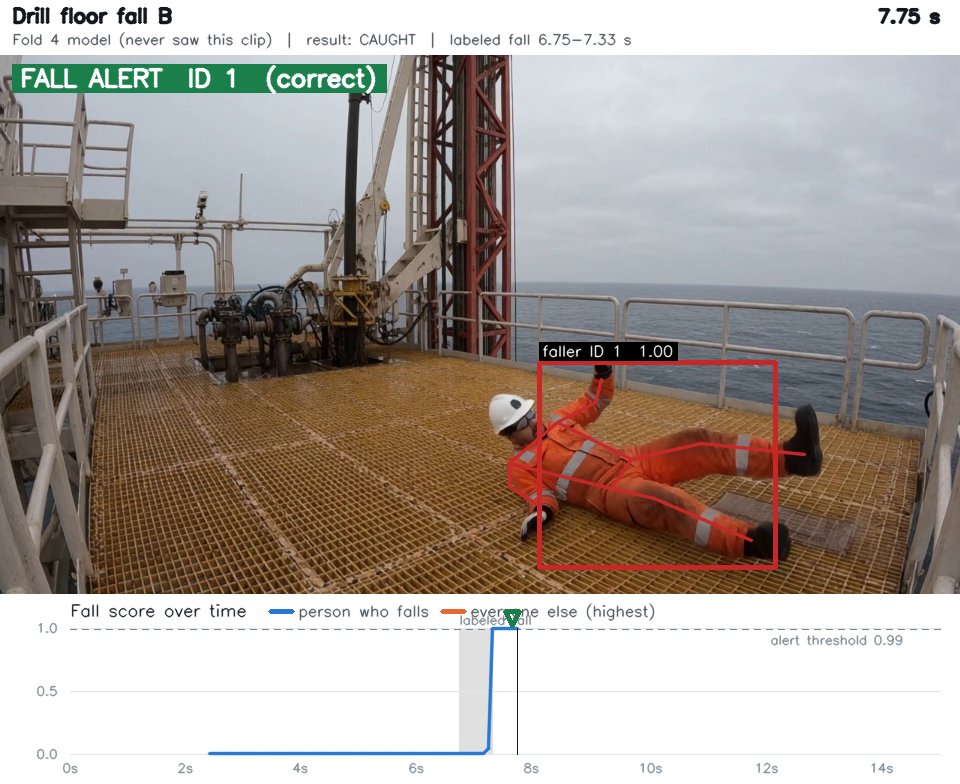 Drill floor fall B
7.75 s
Fold 4 model (never saw this clip) | result: CAUGHT | labeled fall 6.75–7.33 s
FALL ALERT ID 1 (correct)
faller ID 1 1.00
Fall score over time
person who falls
everyone else (highest)
labeled fall
1.0
alert threshold 0.99
0.5
0.0
0s 2s 4s 6s 8s 10s 12s 14s